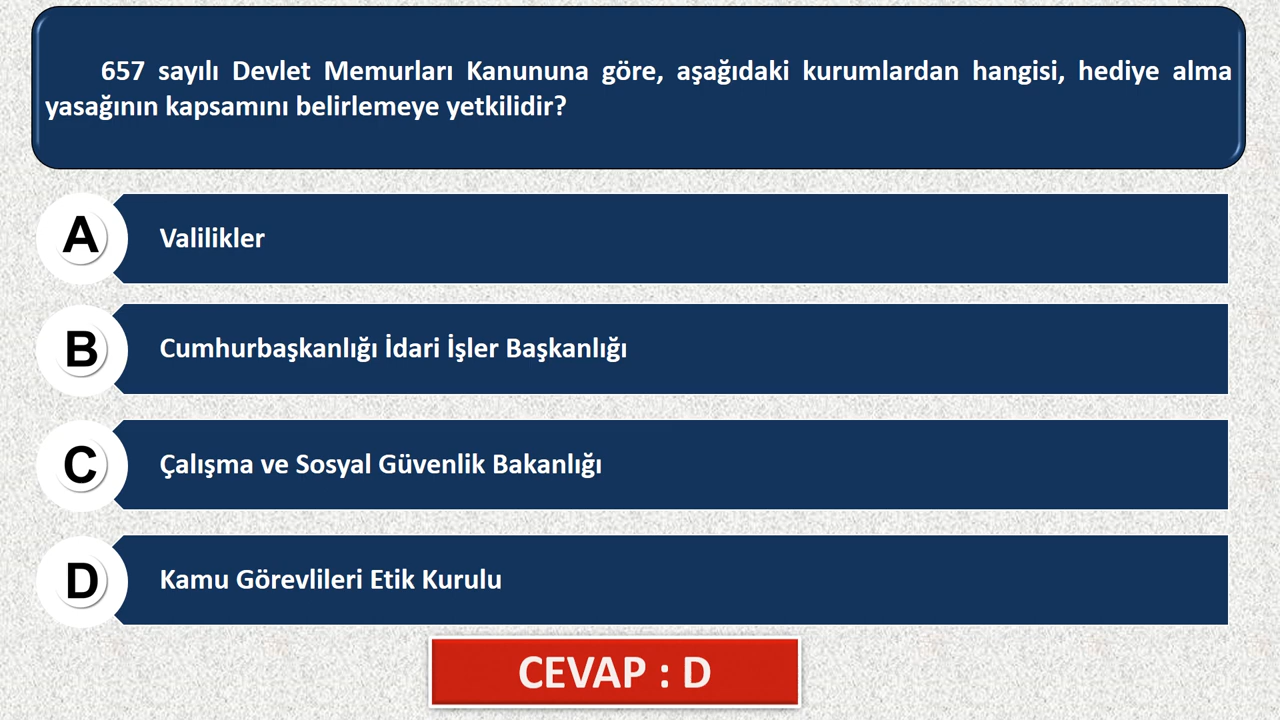 657 sayılı Devlet Memurları Kanununa göre, aşağıdaki kurumlardan hangisi, hediye alma
yasağının kapsamını belirlemeye yetkilidir?
A
Valilikler
B
Cumhurbaşkanlığı İdari İşler Başkanlığı
C
Çalışma ve Sosyal Güvenlik Bakanlığı
D
Kamu Görevlileri Etik Kurulu
CEVAP : D